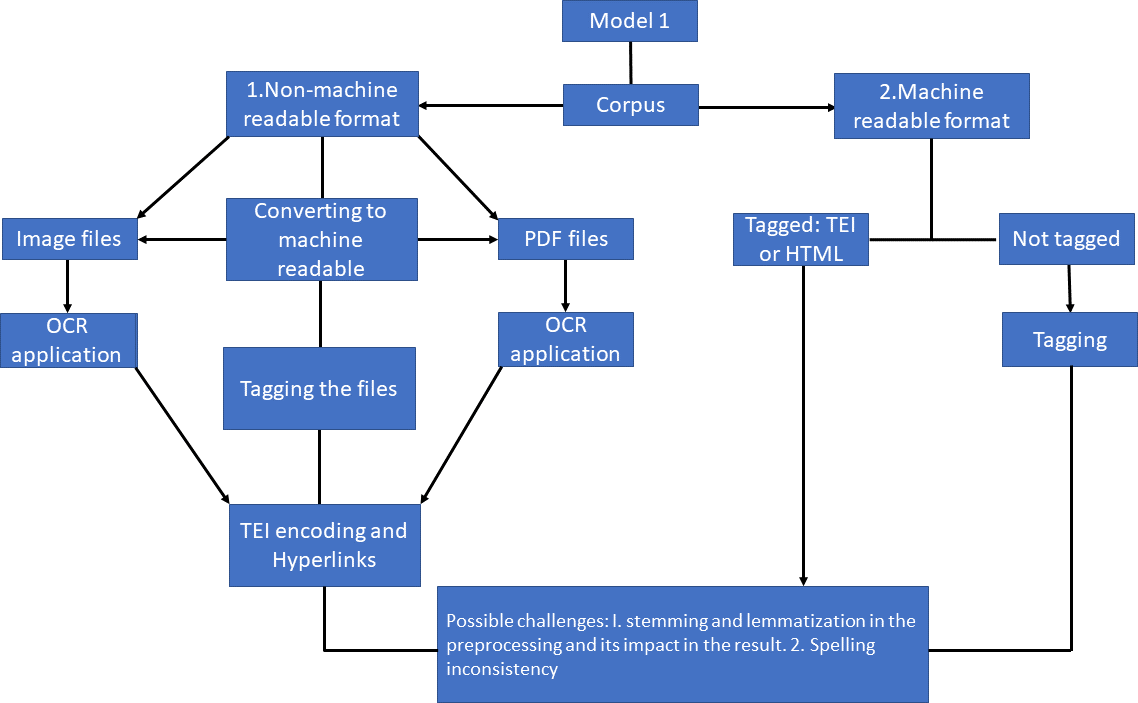 Model 1
1.Non-machine
readable format
Corpus
2.Machine
readable format
Image files
Converting to
machine
readable
PDF files
Tagged: TEI
or HTML
Not tagged
OCR
application
OCR
application
Tagging
Tagging the files
TEI encoding and
Hyperlinks
Possible challenges: I. stemming and lemmatization in the
preprocessing and its impact in the result. 2. Spelling
inconsistency